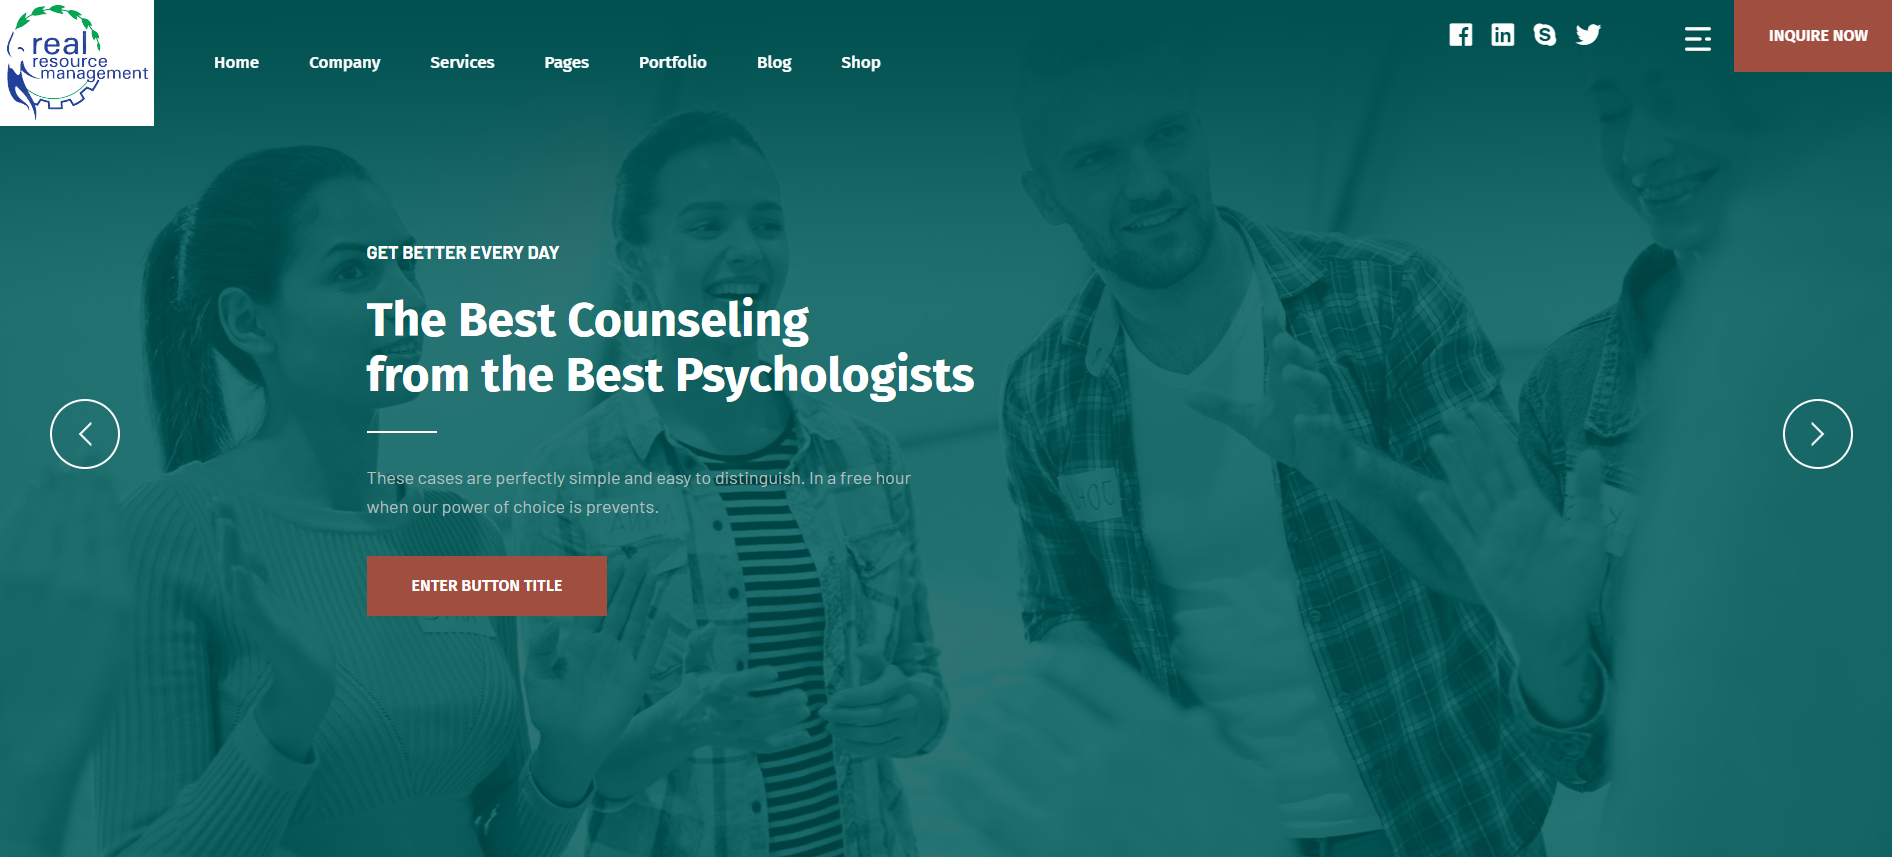 real
resource
management
Home
Company
Services
Pages
Portfolio
Blog
Shop
INQUIRE NOW
GET BETTER EVERY DAY
The Best Counseling
from the Best Psychologists
These cases are perfectly simple and easy to distinguish. In a free hour
when our power of choice is prevents.
ENTER BUTTON TITLE